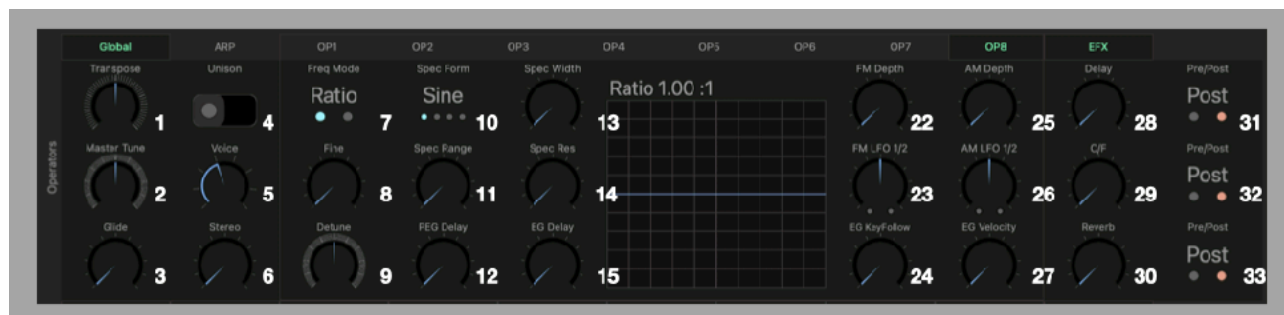 Global ARP OP1 OP2 OP3 OP4 OP5 OP6 OP7 OP8 EFX
Transpose Unison Freq Mode Spec Form Spec Width FM Depth AM Depth Delay Pre/Post
Ratio Sine Ratio 1.00 :1 Post
1 4 7 10 13 22 25 28 31
Operators
Master Tune Voice Fine Spec Range Spec Res FM LFO 1/2 AM LFO 1/2 C/F Pre/Post
Post
2 5 8 11 14 23 26 29 32
Glide Stereo Detune PEG Delay EG Delay EG KeyFollow EG Velocity Reverb Pre/Post
Post
3 6 9 12 15 24 27 30 33